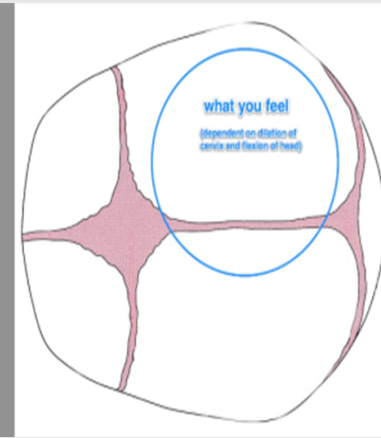 what you feel
(dependent on dilation of
cervix and flexion of head)